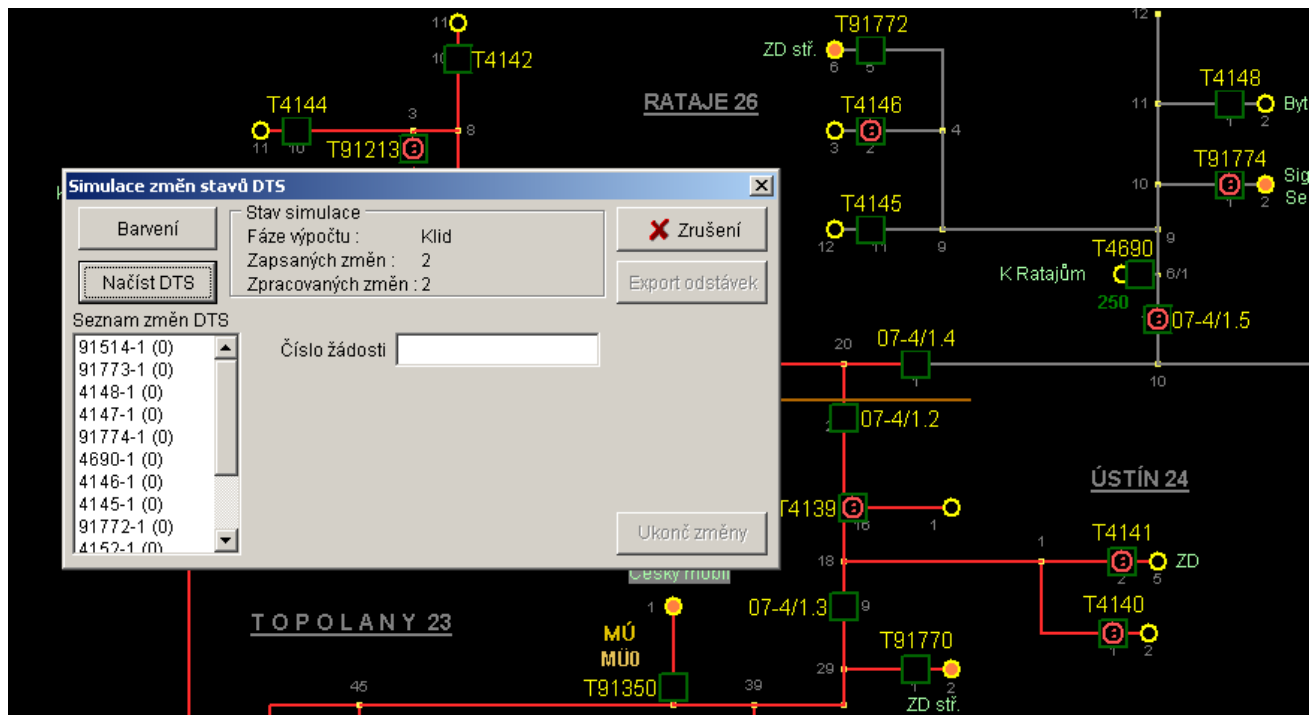 11
10 T4142
T4144
3
8
11 10
T91213
RATAJE 26
T91772
ZD stř.
6 5
T4146
3 2
4
T4145
12 11
9
12
T4148
11
1 2
Byt
T91774
10
1 2
Sig
Se
9
T4690
K Ratajům
6/1
250
07-4/1.5
10
Simulace změn stavů DTS
Barvení
Stav simulace
Fáze výpočtu : Klid
Zapsaných změn : 2
Zpracovaných změn : 2
Zrušení
Načíst DTS
Export odstávek
Seznam změn DTS
91514-1 (0)
91773-1 (0)
4148-1 (0)
4147-1 (0)
91774-1 (0)
4690-1 (0)
4146-1 (0)
4145-1 (0)
91772-1 (0)
4152-1 (0)
Číslo žádosti
Ukonč změny
20
07-4/1.4
1
07-4/1.2
T4139
16
1
18
ÚSTÍN 24
1
T4141
2 5
ZD
T4140
1 2
Český mobil
TOPOLANY 23
1
MÚ
MÜ0
T91350
07-4/1.3
9
T91770
29
1 2
ZD stř.
45
39